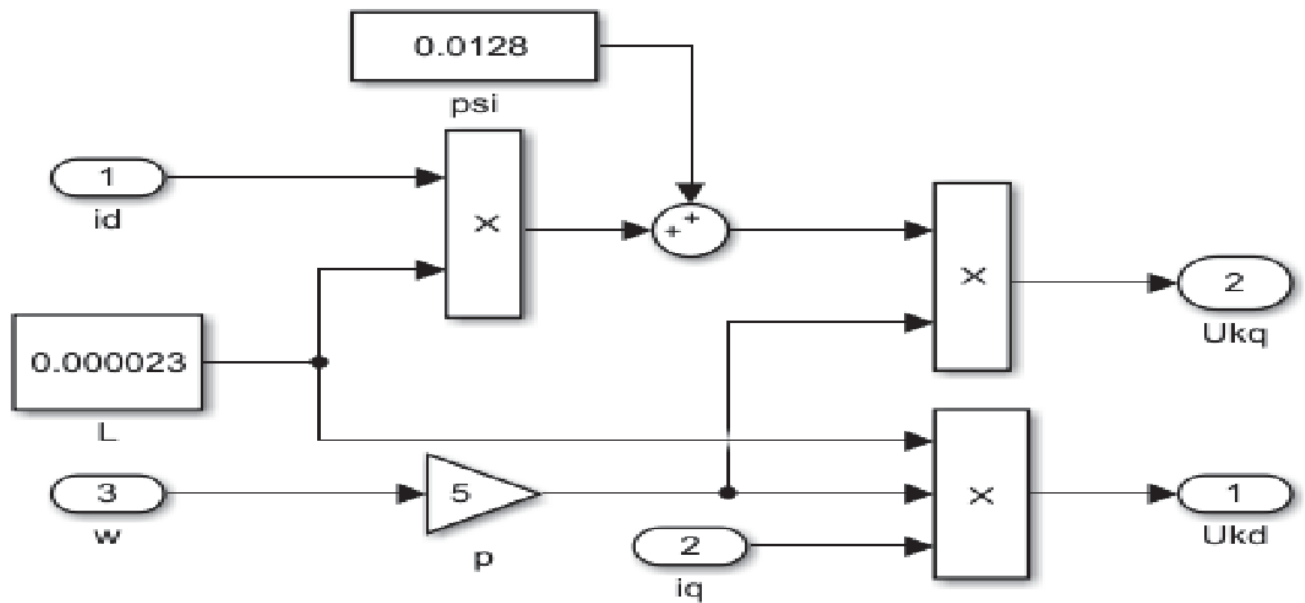 0.0128
psi
1
id
X
+
+
X
2
Ukq
0.000023
L
3
w
5
p
2
iq
X
1
Ukd